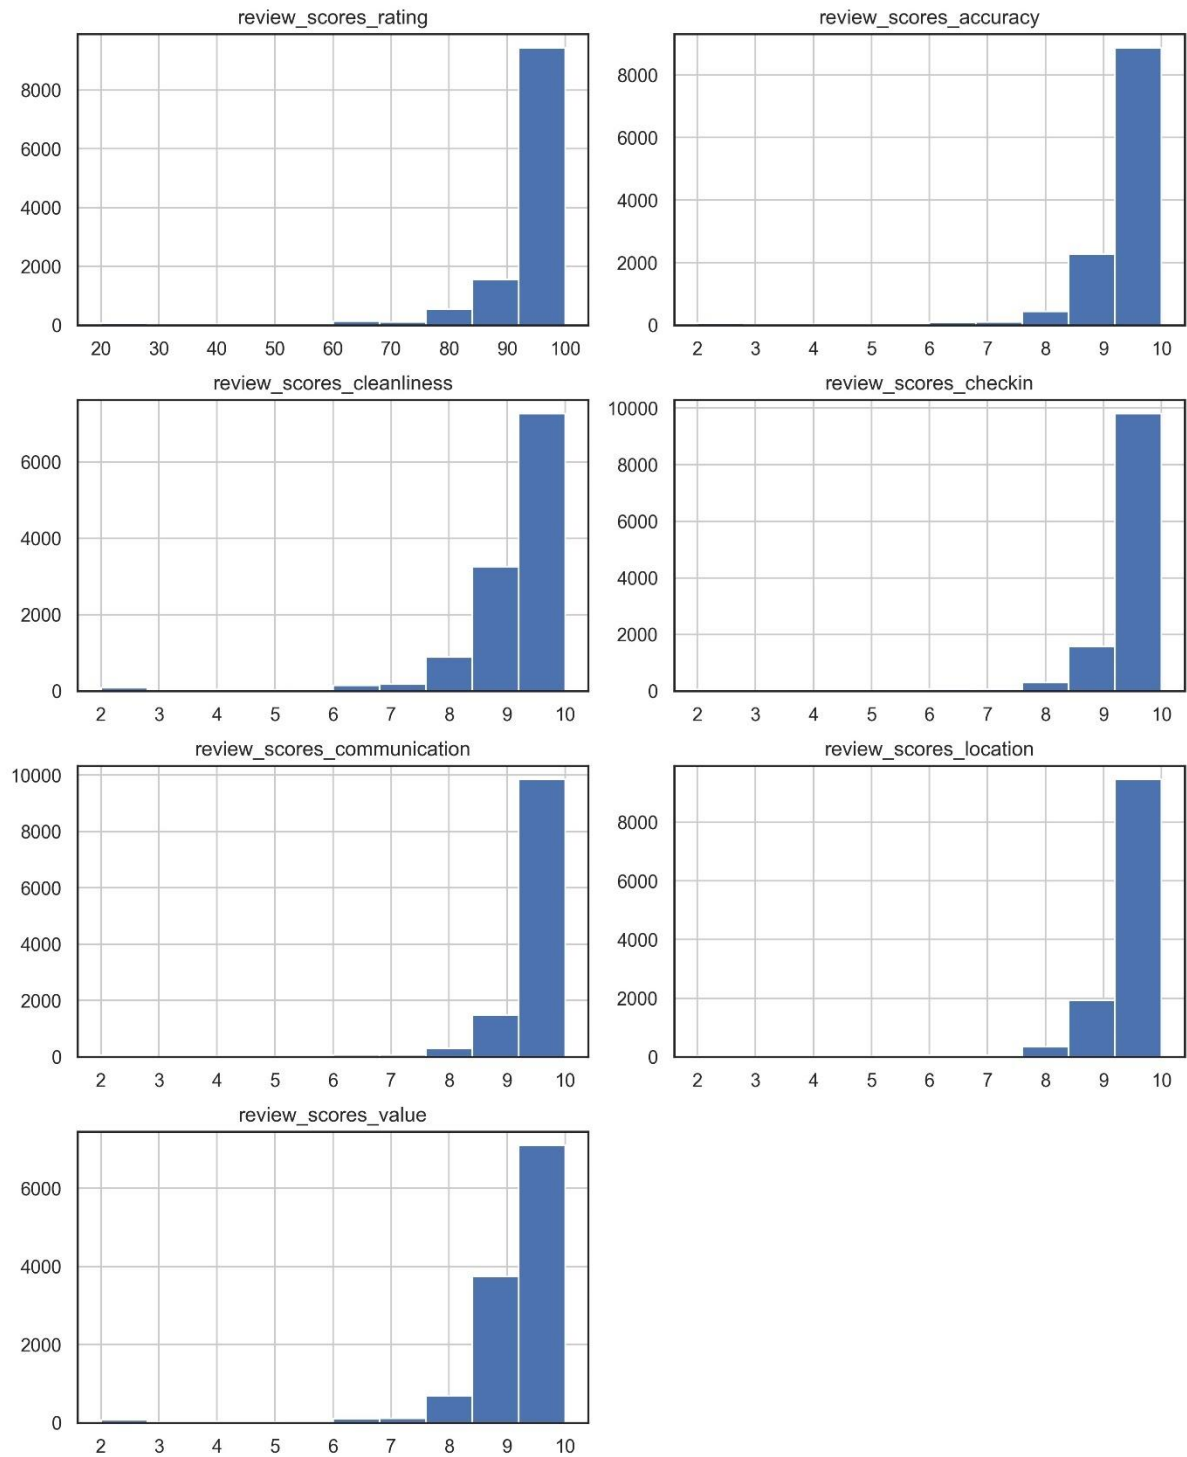 review_scores_rating
8000
6000
4000
2000
0
20 30 40 50 60 70 80 90 100
review_scores_accuracy
8000
6000
4000
2000
0
2 3 4 5 6 7 8 9 10
review_scores_cleanliness
6000
4000
2000
0
2 3 4 5 6 7 8 9 10
review_scores_checkin
10000
8000
6000
4000
2000
0
2 3 4 5 6 7 8 9 10
review_scores_communication
10000
8000
6000
4000
2000
0
2 3 4 5 6 7 8 9 10
review_scores_location
8000
6000
4000
2000
0
2 3 4 5 6 7 8 9 10
review_scores_value
6000
4000
2000
0
2 3 4 5 6 7 8 9 10